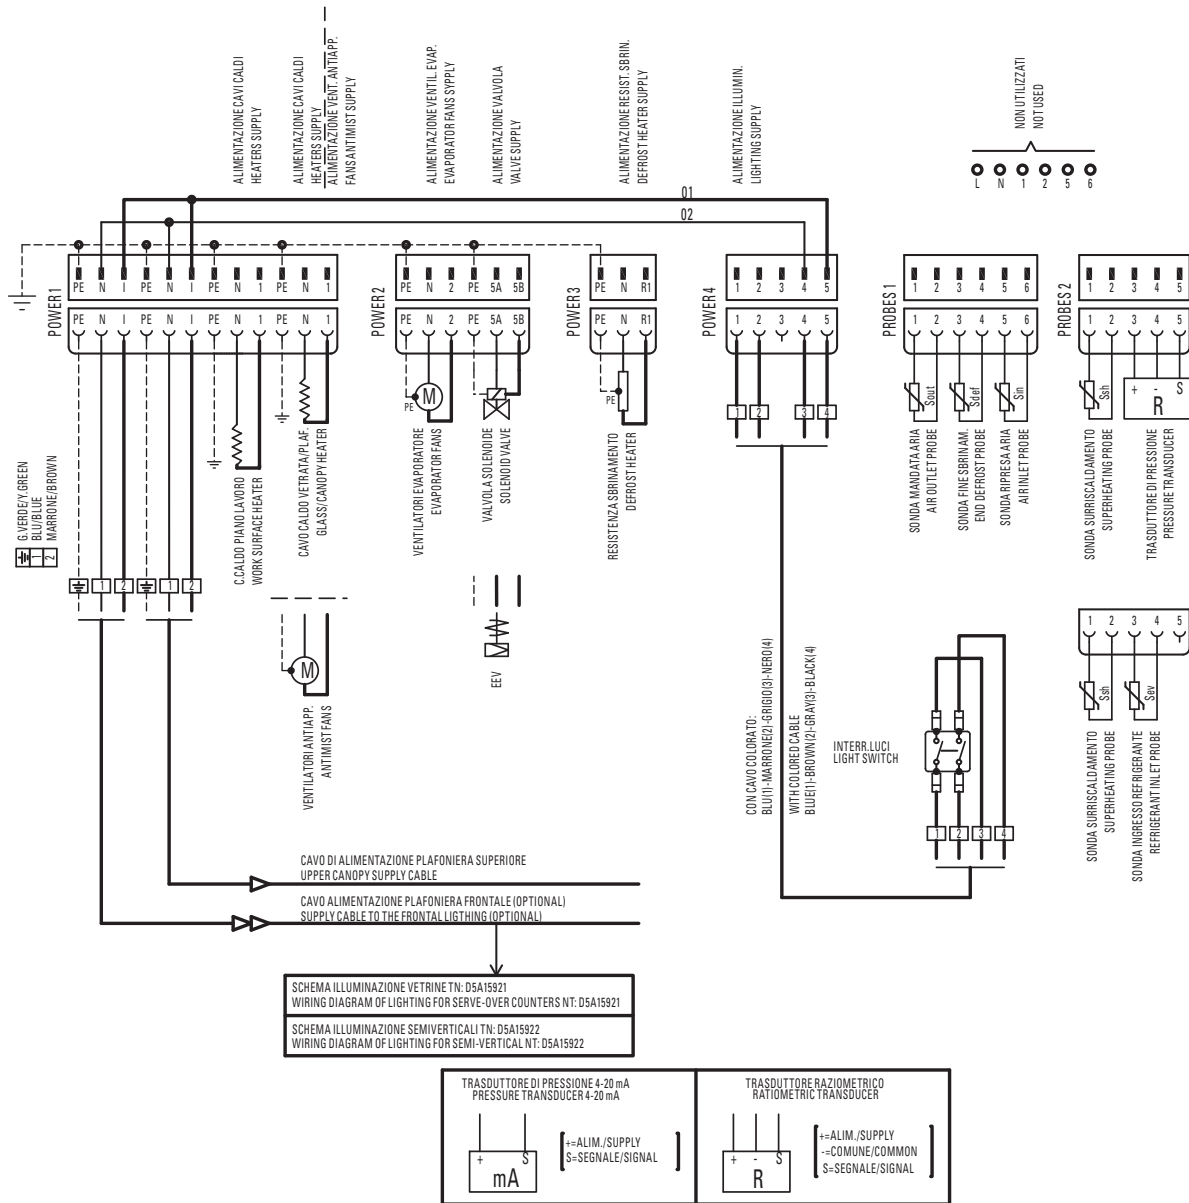 ALIMENTAZIONE CAVI CALDI
HEATERS SUPPLY
ALIMENTAZIONE CAVI CALDI
HEATERS SUPPLY
ALIMENTAZIONE VENT. ANTIAPP.
FANS ANTIMIST SUPPLY
ALIMENTAZIONE VENTIL. EVAP.
EVAPORATOR FANS SYPPLY
ALIMENTAZIONE VALVOLA
VALVE SUPPLY
ALIMENTAZIONE RESIST. SBRIN.
DEFROST HEATER SUPPLY
ALIMENTAZIONE ILLUMIN.
LIGHTING SUPPLY
NON UTILIZZATI
NOT USED
L N 1 2 5 6
01
02
POWER 1
PE N I PE N I PE N 1 PE N 1
PE N I PE N I PE N 1 PE N 1
POWER 2
PE N 2 PE 5A 5B
PE N 2 PE 5A 5B
POWER 3
PE N R1
PE N R1
POWER 4
1 2 3 4 5
1 2 3 4 5
PROBES 1
1 2 3 4 5 6
1 2 3 4 5 6
PROBES 2
1 2 3 4 5
1 2 3 4 5
G.VERDE/Y.GREEN
1 BLU/BLUE
2 MARRONE/BROWN
1 2 1 2
C.CALDO PIANO LAVORO
WORK SURFACE HEATER
CAVO CALDO VETRATA/PLAF.
GLASS/CANOPY HEATER
PE
M
VENTILATORI EVAPORATORE
EVAPORATOR FANS
VALVOLA SOLENOIDE
SOLENOID VALVE
PE
RESISTENZA SBRINAMENTO
DEFROST HEATER
1 2 3 4
Sout
Sdef
Sin
Ssh
+ - S
R
SONDA MANDATA ARIA
AIR OUTLET PROBE
SONDA FINE SBRINAM.
END DEFROST PROBE
SONDA RIPRESA ARIA
AIR INLET PROBE
SONDA SURRISCALDAMENTO
SUPERHEATING PROBE
TRASDUTTORE DI PRESSIONE
PRESSURE TRANSDUCER
M
VENTILATORI ANTIAPP.
ANTIMIST FANS
EEV
CON CAVO COLORATO:
BLU(1)-MARRONE(2)-GRIGIO(3)-NERO(4)
WITH COLORED CABLE
BLUE(1)-BROWN(2)-GRAY(3)-BLACK(4)
INTERR.LUCI
LIGHT SWITCH
1 2 3 4
1 2 3 4 5
Ssh
Sev
SONDA SURRISCALDAMENTO
SUPERHEATING PROBE
SONDA INGRESSO REFRIGERANTE
REFRIGERANT INLET PROBE
CAVO DI ALIMENTAZIONE PLAFONIERA SUPERIORE
UPPER CANOPY SUPPLY CABLE
CAVO ALIMENTAZIONE PLAFONIERA FRONTALE (OPTIONAL)
SUPPLY CABLE TO THE FRONTAL LIGTHING (OPTIONAL)
SCHEMA ILLUMINAZIONE VETRINE TN: D5A15921
WIRING DIAGRAM OF LIGHTING FOR SERVE-OVER COUNTERS NT: D5A15921
SCHEMA ILLUMINAZIONE SEMIVERTICALI TN: D5A15922
WIRING DIAGRAM OF LIGHTING FOR SEMI-VERTICAL NT: D5A15922
TRASDUTTORE DI PRESSIONE 4-20 mA
PRESSURE TRANSDUCER 4-20 mA
+ S
mA
+=ALIM./SUPPLY
S=SEGNALE/SIGNAL
TRASDUTTORE RAZIOMETRICO
RATIOMETRIC TRANSDUCER
+ - S
R
+=ALIM./SUPPLY
-=COMUNE/COMMON
S=SEGNALE/SIGNAL